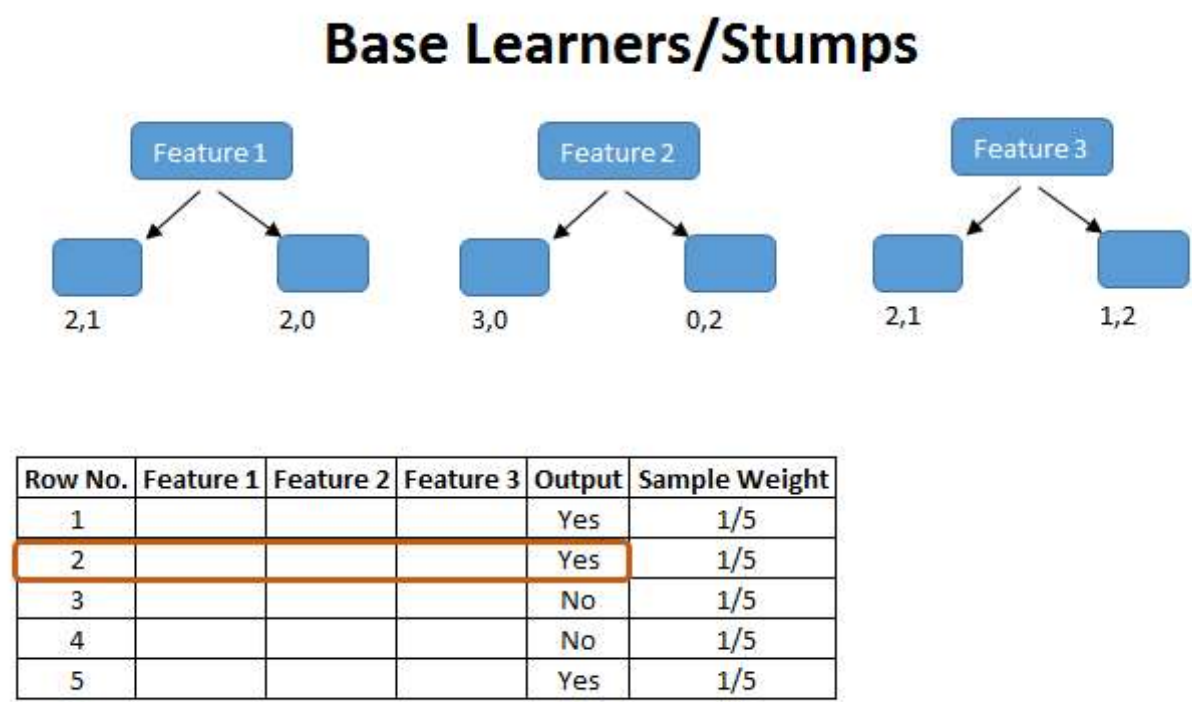 Base Learners/Stumps
Feature 1 Feature 2 Feature 3
2,1 2,0 3,0 0,2 2,1 1,2
Row No. Feature 1 Feature 2 Feature 3 Output Sample Weight
1 Yes 1/5
2 Yes 1/5
3 No 1/5
4 No 1/5
5 Yes 1/5